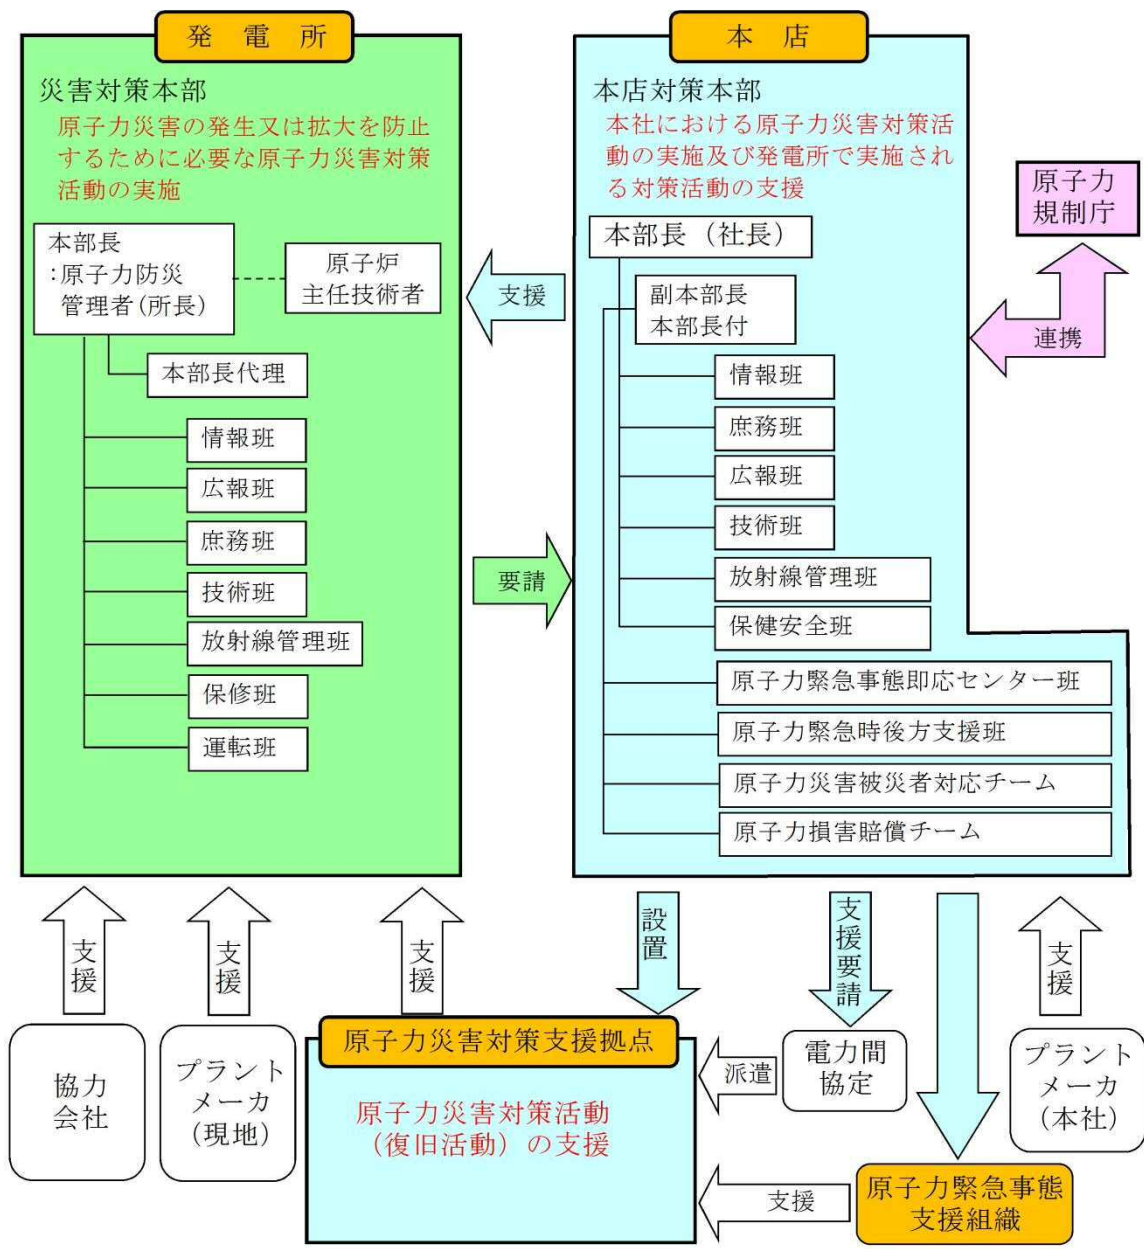 発電所
災害対策本部
原子力災害の発生又は拡大を防止
するために必要な原子力災害対策
活動の実施
本部長
:原子力防災
管理者(所長)
原子炉
主任技術者
本部長代理
情報班
広報班
庶務班
技術班
放射線管理班
保修班
運転班
支援
要請
本店
本店対策本部
本社における原子力災害対策活
動の実施及び発電所で実施され
る対策活動の支援
本部長（社長）
副本部長
本部長付
情報班
庶務班
広報班
技術班
放射線管理班
保健安全班
原子力緊急事態即応センター班
原子力緊急時後方支援班
原子力災害被災者対応チーム
原子力損害賠償チーム
原子力
規制庁
連携
支援
支援
支援
設置
支援要請
支援
協力
会社
プラント
メーカ
(現地)
原子力災害対策支援拠点
原子力災害対策活動
（復旧活動）の支援
派遣
電力間
協定
プラント
メーカ
(本社)
支援
原子力緊急事態
支援組織